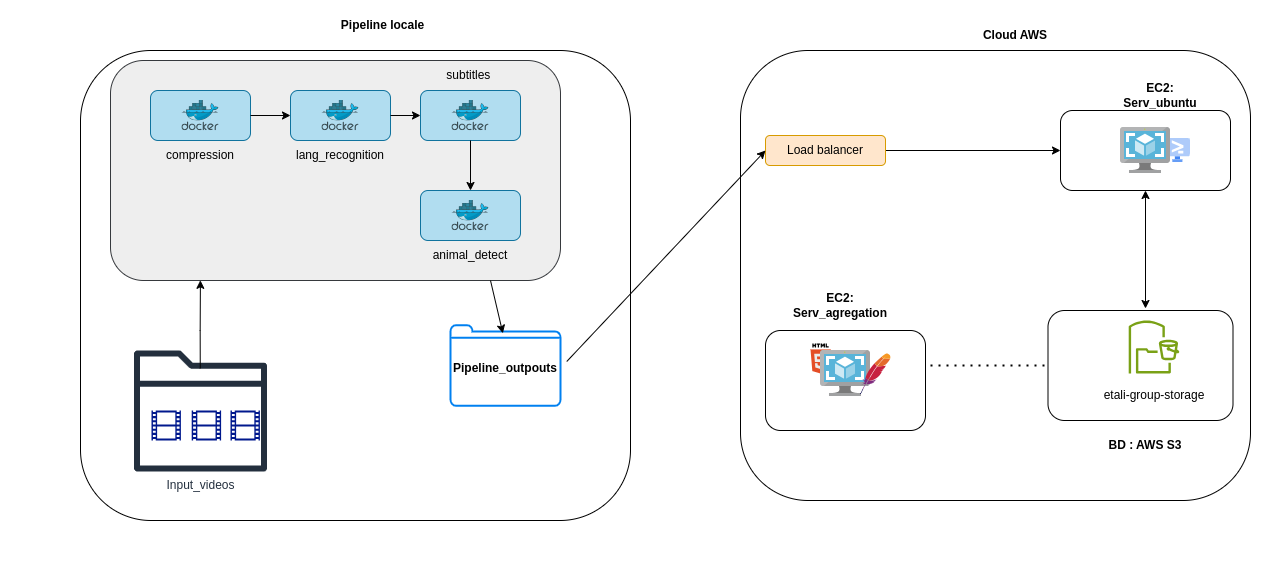 Pipeline locale
subtitles
docker
docker
docker
compression
lang_recognition
docker
animal_detect
Pipeline_outpouts
Input_videos
Cloud AWS
EC2:
Serv_ubuntu
Load balancer
EC2:
Serv_agregation
HTML
5
etali-group-storage
BD : AWS S3